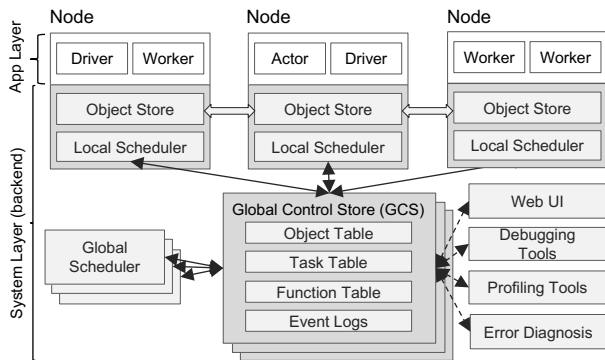 Node
Node
Node
App Layer
Driver
Worker
Actor
Driver
Worker
Worker
System Layer (backend)
Object Store
Object Store
Object Store
Local Scheduler
Local Scheduler
Local Scheduler
Global Control Store (GCS)
Object Table
Task Table
Function Table
Event Logs
Global
Scheduler
Web UI
Debugging
Tools
Profiling Tools
Error Diagnosis